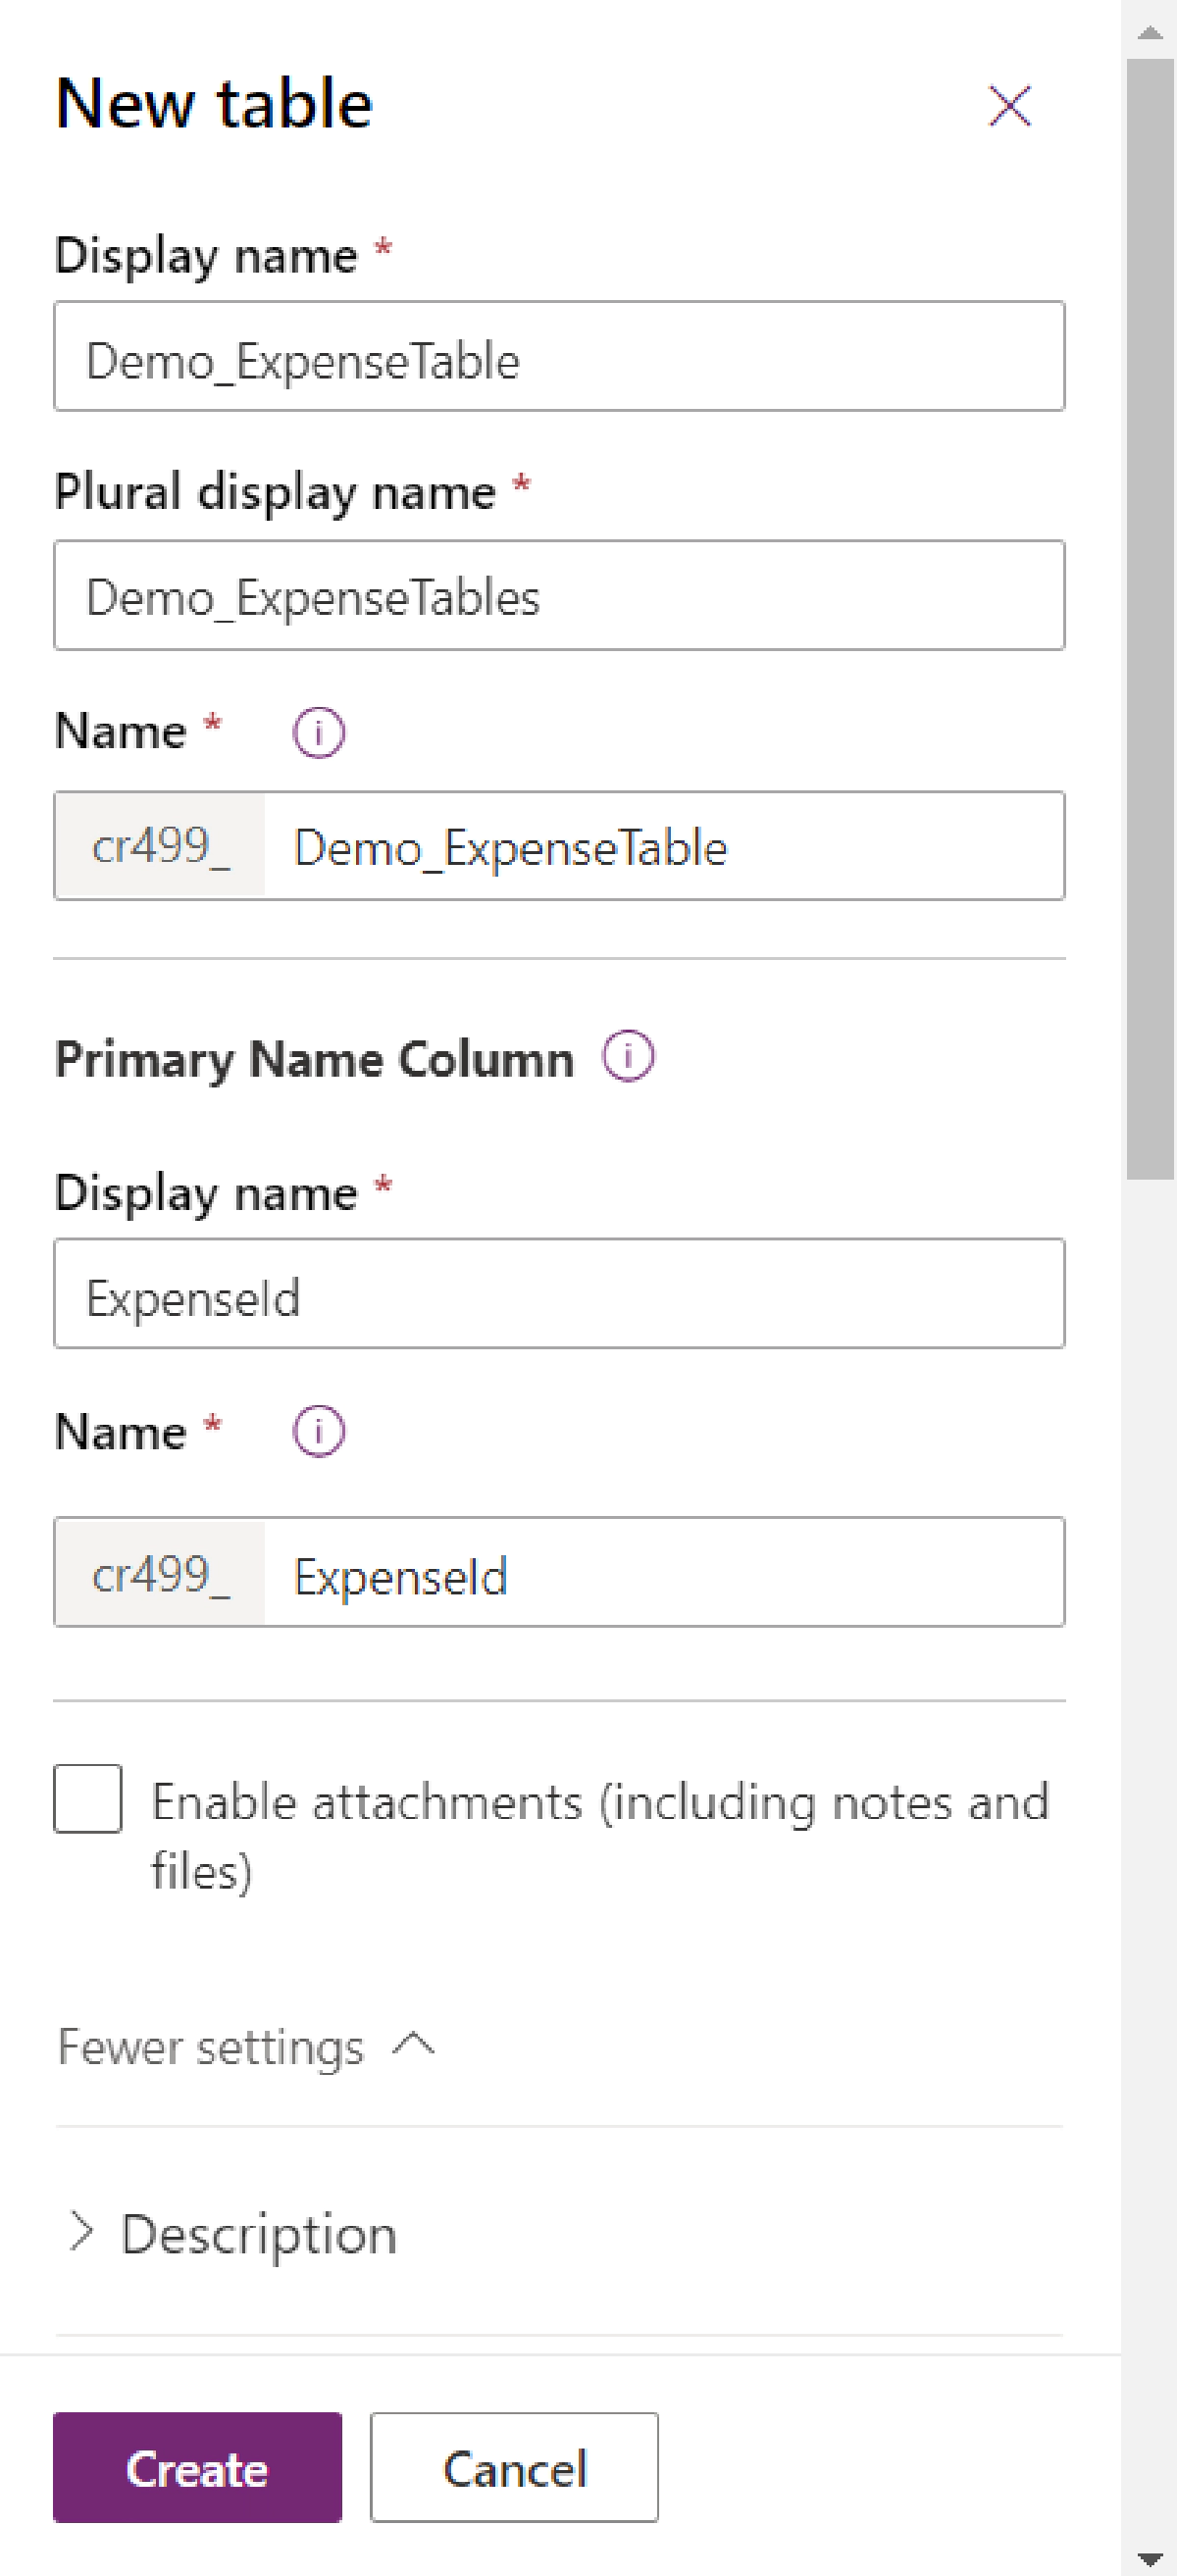 New table
Display name *
Demo_ExpenseTable
Plural display name *
Demo_ExpenseTables
Name *
cr499_ Demo_ExpenseTable
Primary Name Column
Display name *
ExpenseId
Name *
cr499_ ExpenseId
Enable attachments (including notes and
files)
Fewer settings
Description
Create Cancel